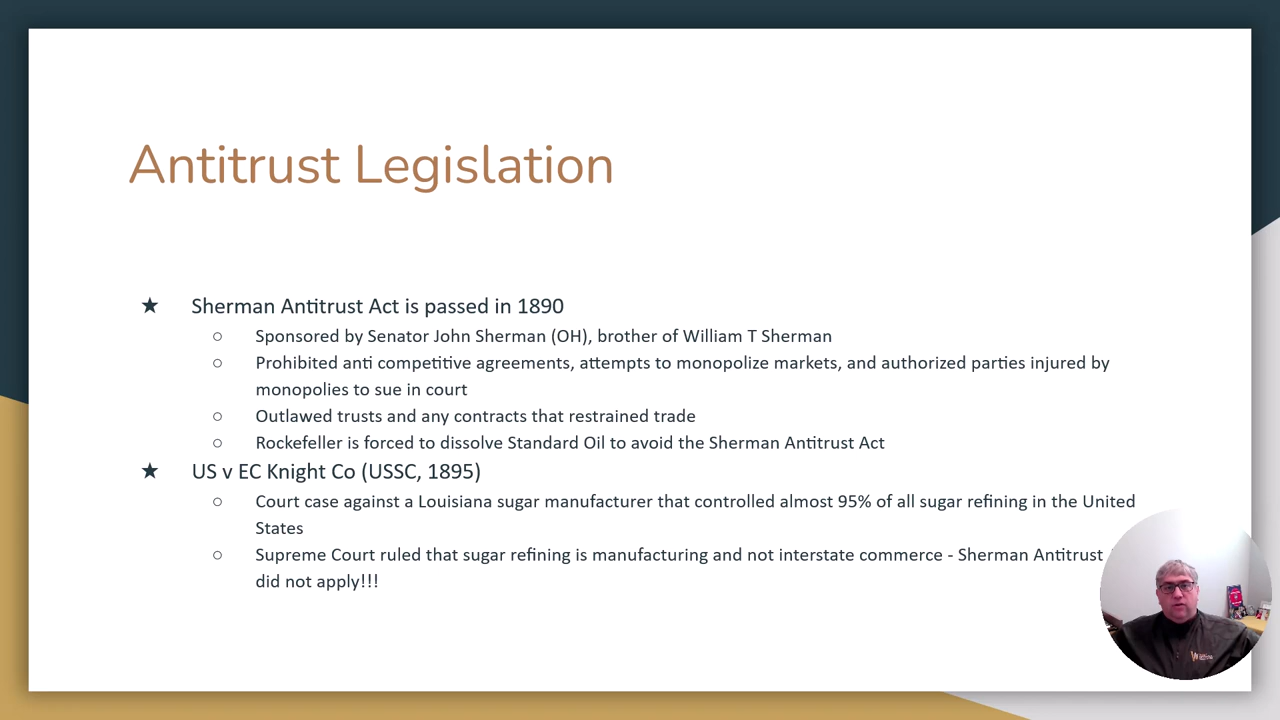 Antitrust Legislation
★ Sherman Antitrust Act is passed in 1890
○ Sponsored by Senator John Sherman (OH), brother of William T Sherman
○ Prohibited anti competitive agreements, attempts to monopolize markets, and authorized parties injured by
monopolies to sue in court
○ Outlawed trusts and any contracts that restrained trade
○ Rockefeller is forced to dissolve Standard Oil to avoid the Sherman Antitrust Act
★ US v EC Knight Co (USSC, 1895)
○ Court case against a Louisiana sugar manufacturer that controlled almost 95% of all sugar refining in the United
States
○ Supreme Court ruled that sugar refining is manufacturing and not interstate commerce - Sherman Antitrust
did not apply!!!